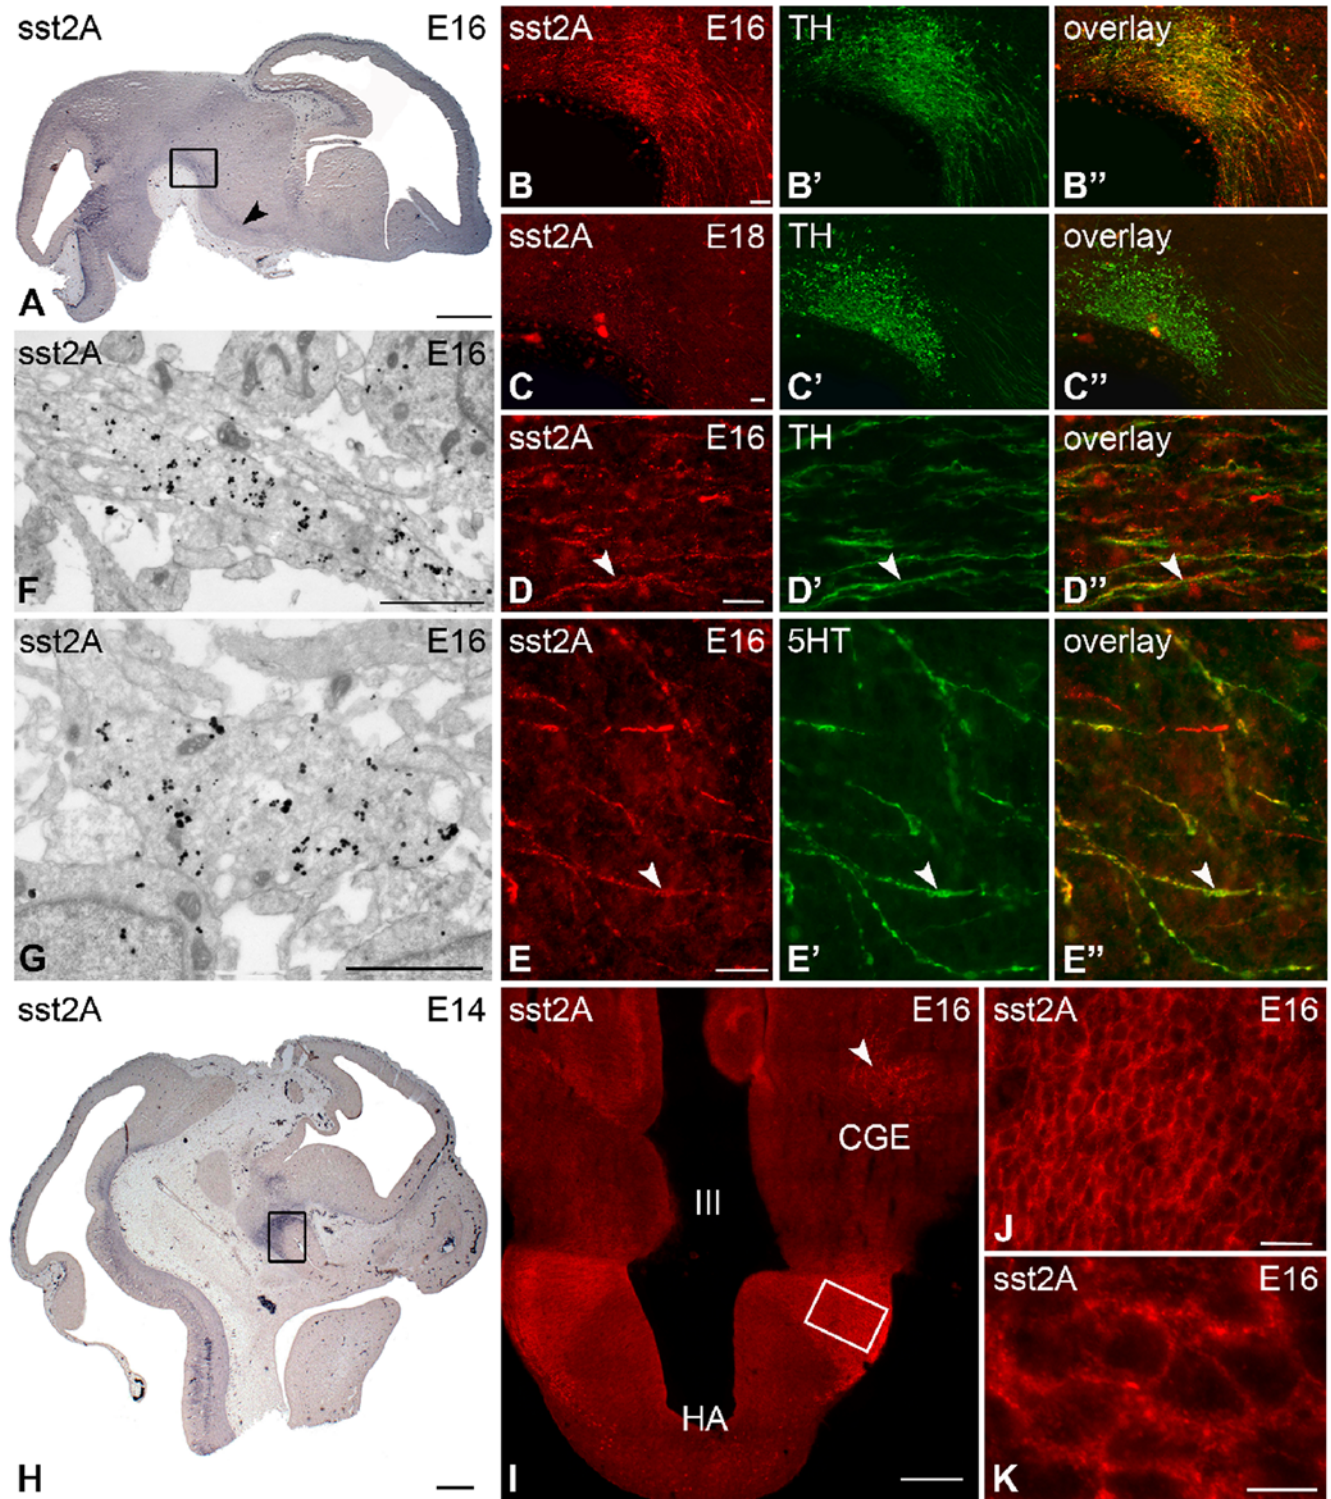 sst2A E16
A
sst2A E16
B
TH
B’
overlay
B’’
sst2A E18
C
TH
C’
overlay
C’’
sst2A E16
F
sst2A E16
D
TH
D’
overlay
D’’
sst2A E16
G
sst2A E16
E
5HT
E’
overlay
E’’
sst2A E14
H
sst2A E16
CGE
III
HA
I
sst2A E16
J
sst2A E16
K